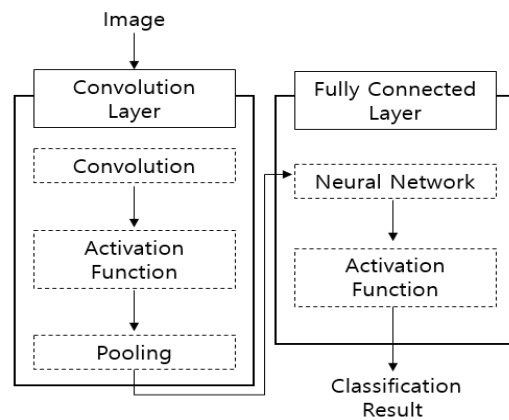 Image
Convolution
Layer
Convolution
Activation
Function
Pooling
Fully Connected
Layer
Neural Network
Activation
Function
Classification
Result